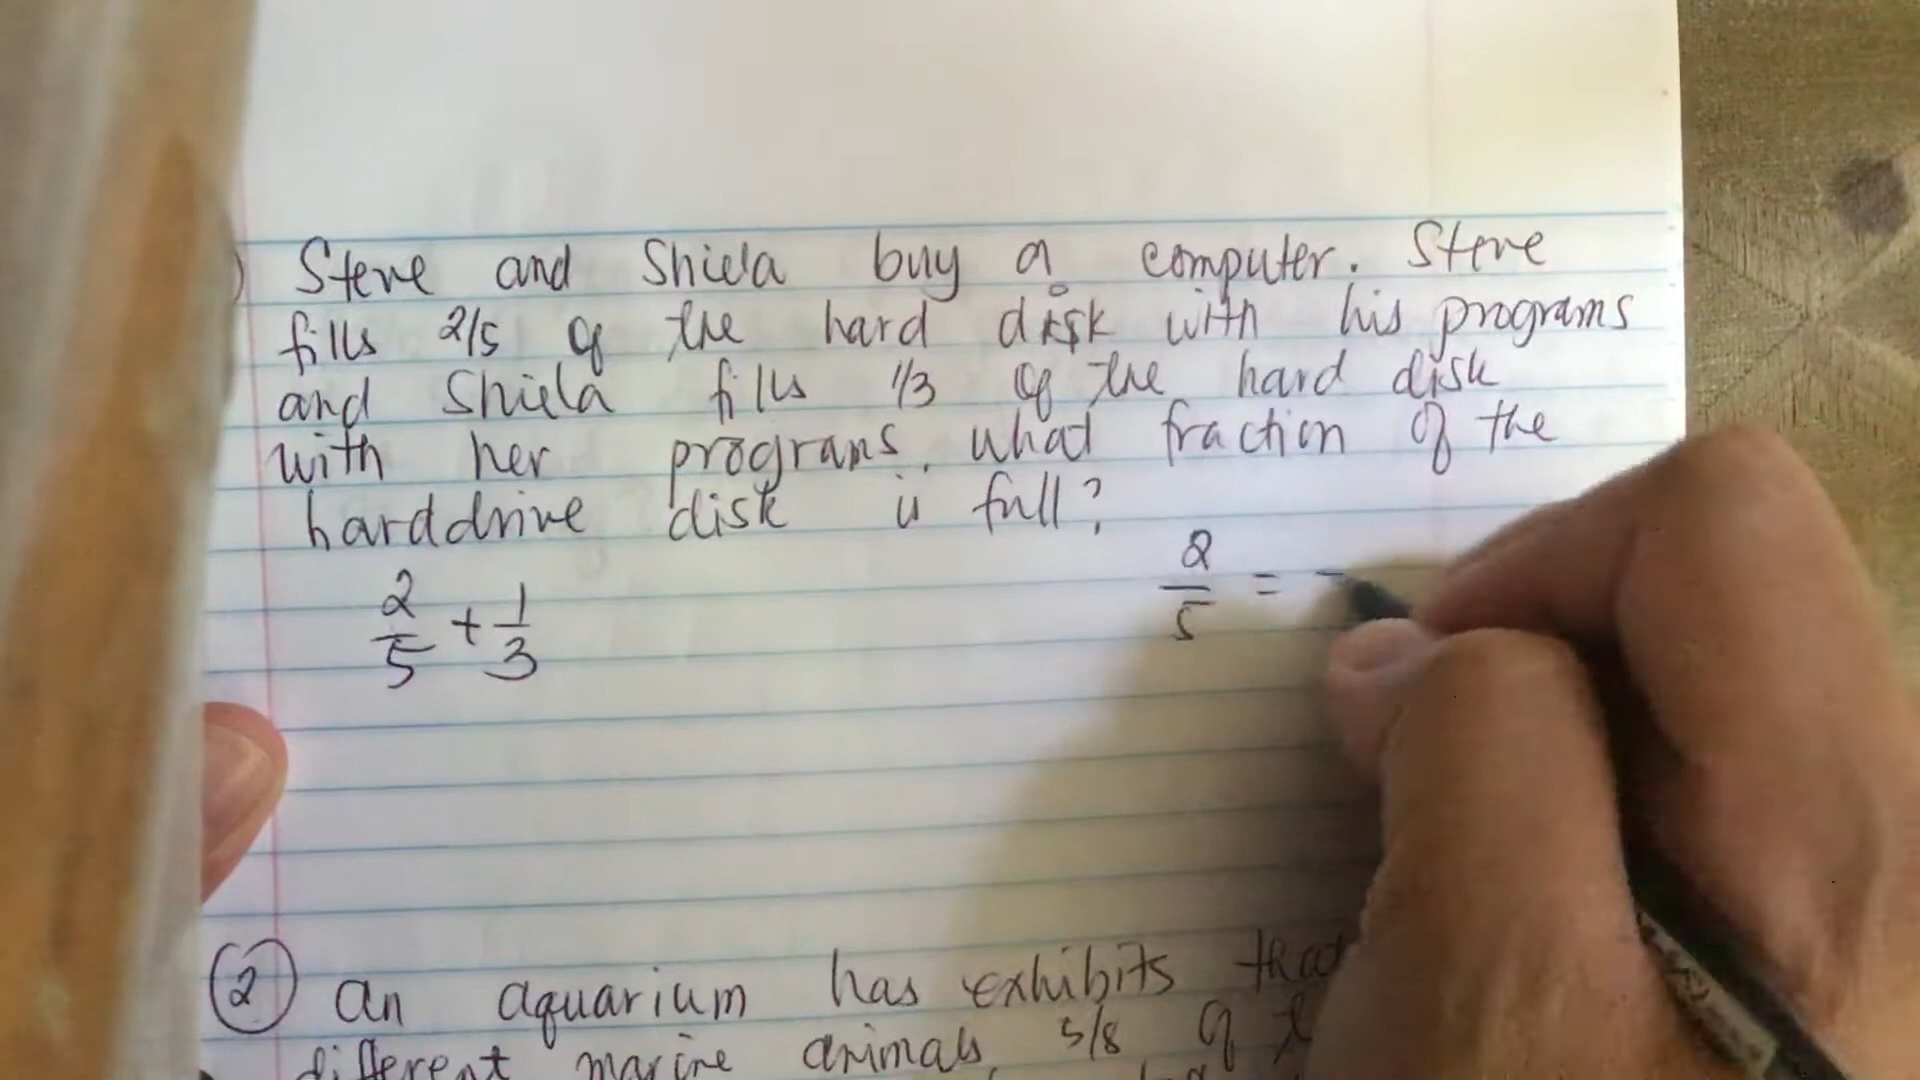 Steve and Shiela buy a computer. Steve
fills 2/5 of the hard disk with his programs
and Shiela fills 1/3 of the hard disk
with her programs. what fraction of the
harddrive disk is full?
2/5 + 1/3
2/5 =
2 An aquarium has exhibits that
different marine animals. 5/8 of